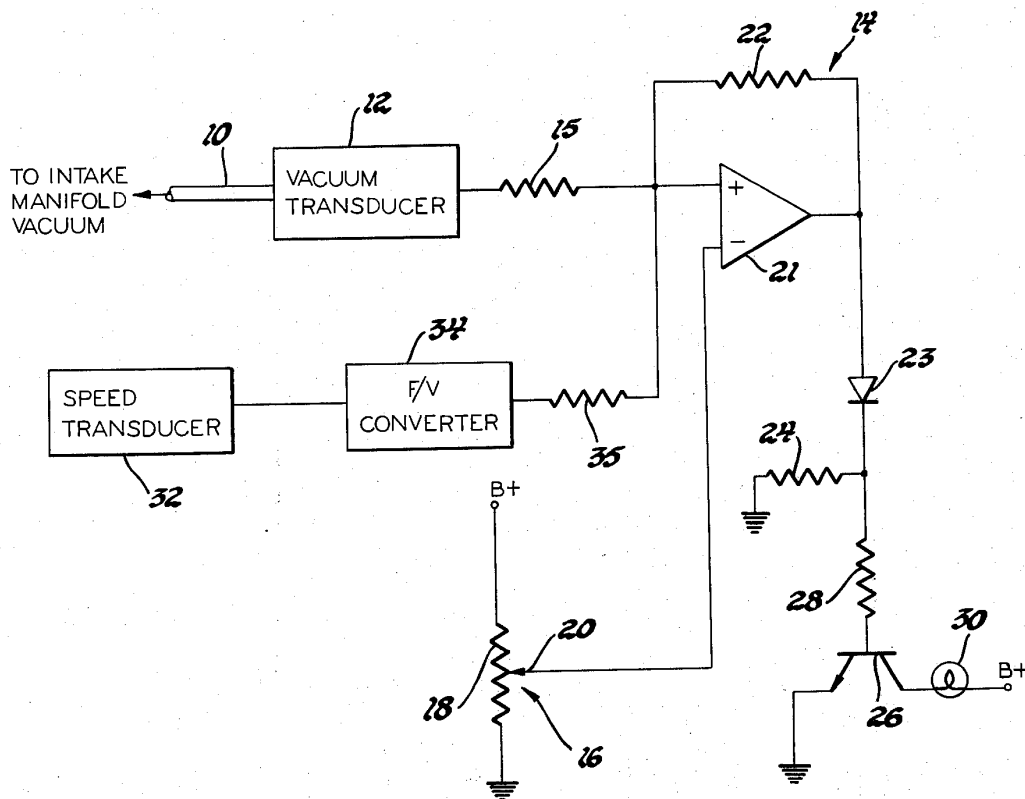 22
14
12
10
15
TO INTAKE
MANIFOLD
VACUUM
VACUUM
TRANSDUCER
+
−
21
34
23
SPEED
TRANSDUCER
F/V
CONVERTER
24
32
35
B+
28
20
30
18
B+
26
16